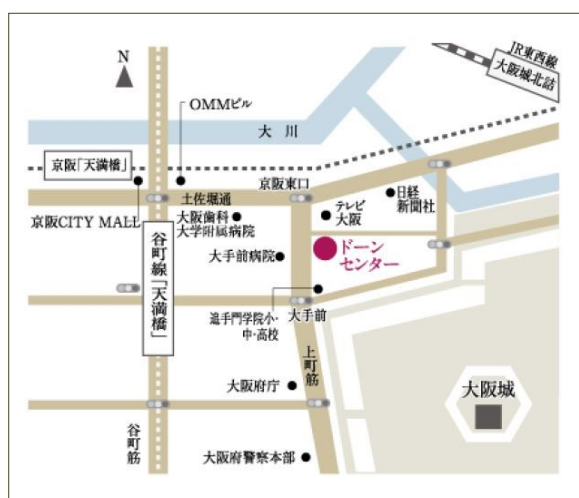 N
JR東西線
大阪城北詰
OMMビル
大川
京阪「天満橋」
京阪東口
土佐堀通
日経
新聞社
テレビ
大阪
京阪CITY MALL
大阪歯科
大学附属病院
ドーン
センター
大手前病院
谷町線「天満橋」
追手門学院小・
中・高校
大手前
上町筋
大阪府庁
大阪城
谷町筋
大阪府警察本部